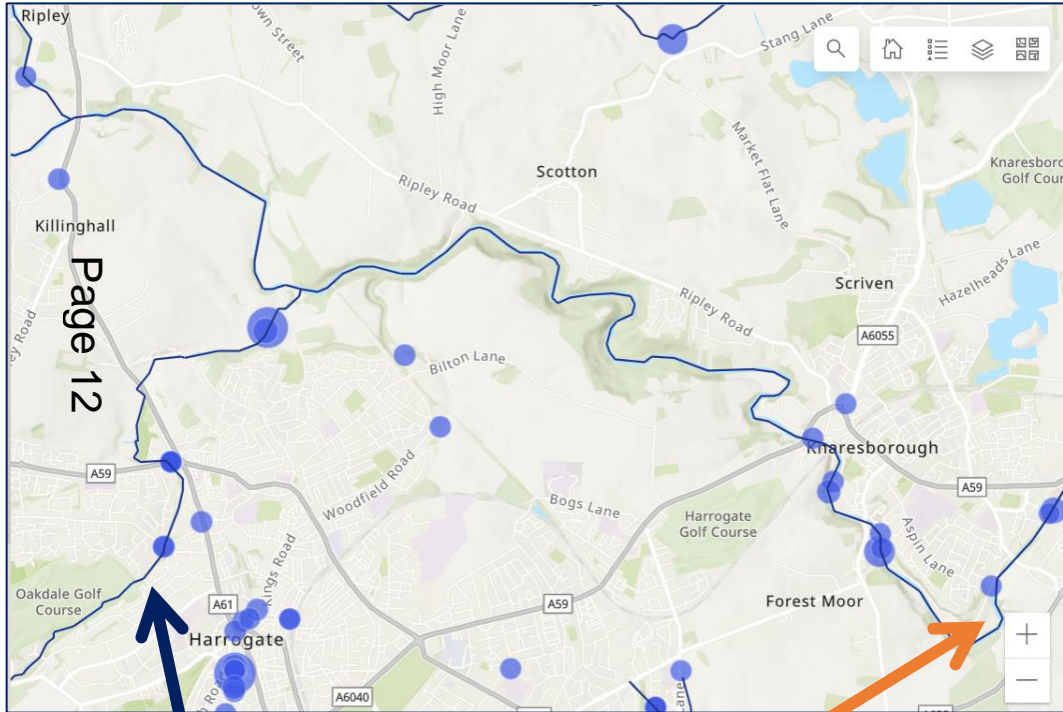 Ripley
Stang Lane
High Moor Lane
Scotton
Market Flat Lane
Knaresboro
Golf Cour
Ripley Road
Killinghall
Page 12
Scriven
Hazelheads Lane
Ripley Road
A6055
Bilton Lane
Knaresborough
A59
A59
Woodfield Road
Bogs Lane
Harrogate
Golf Course
Aspin Lane
Kings Road
Oakdale Golf
Course
A61
A59
Forest Moor
Harrogate
A6040
Lane